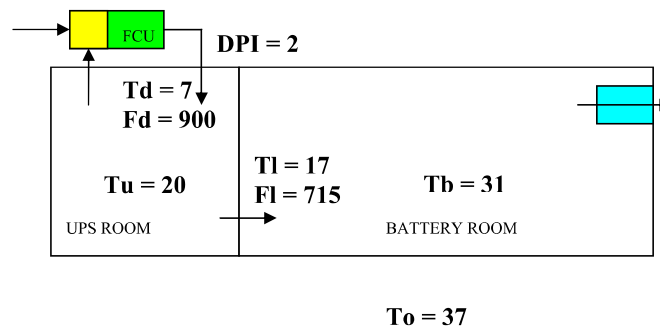 FCU
DPI = 2
Td = 7
Fd = 900
Tl = 17
Fl = 715
Tu = 20
Tb = 31
UPS ROOM
BATTERY ROOM
To = 37